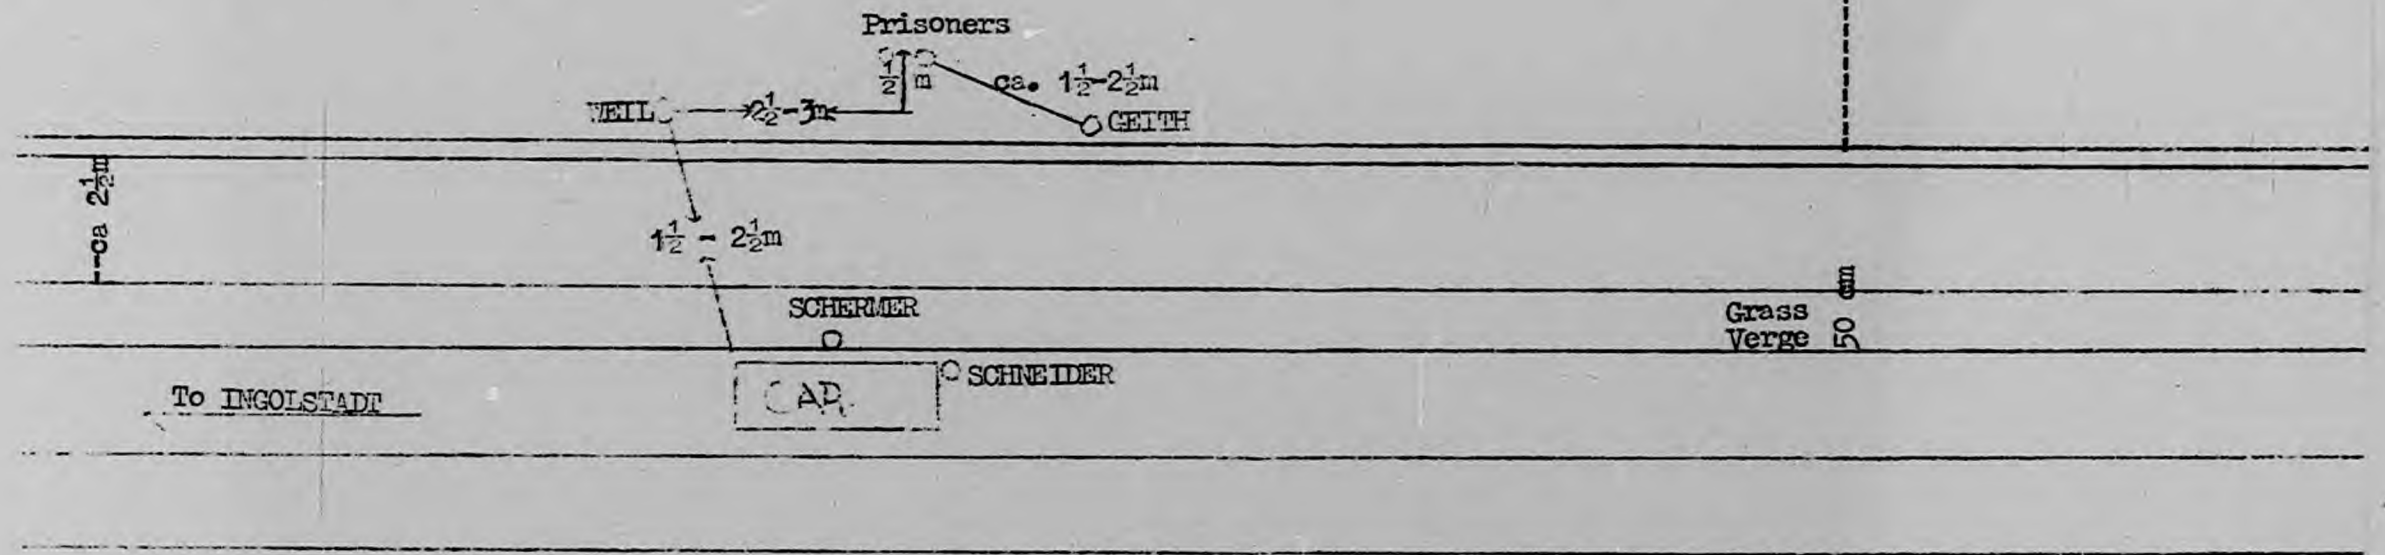 Prisoners
½ m
ca. 1½-2½m
WEIL
2½-3m
GEITH
ca 2½m
1½ - 2½m
SCHERMER
Grass
Verge
50 cm
SCHNEIDER
CAR
To INGOLSTADT